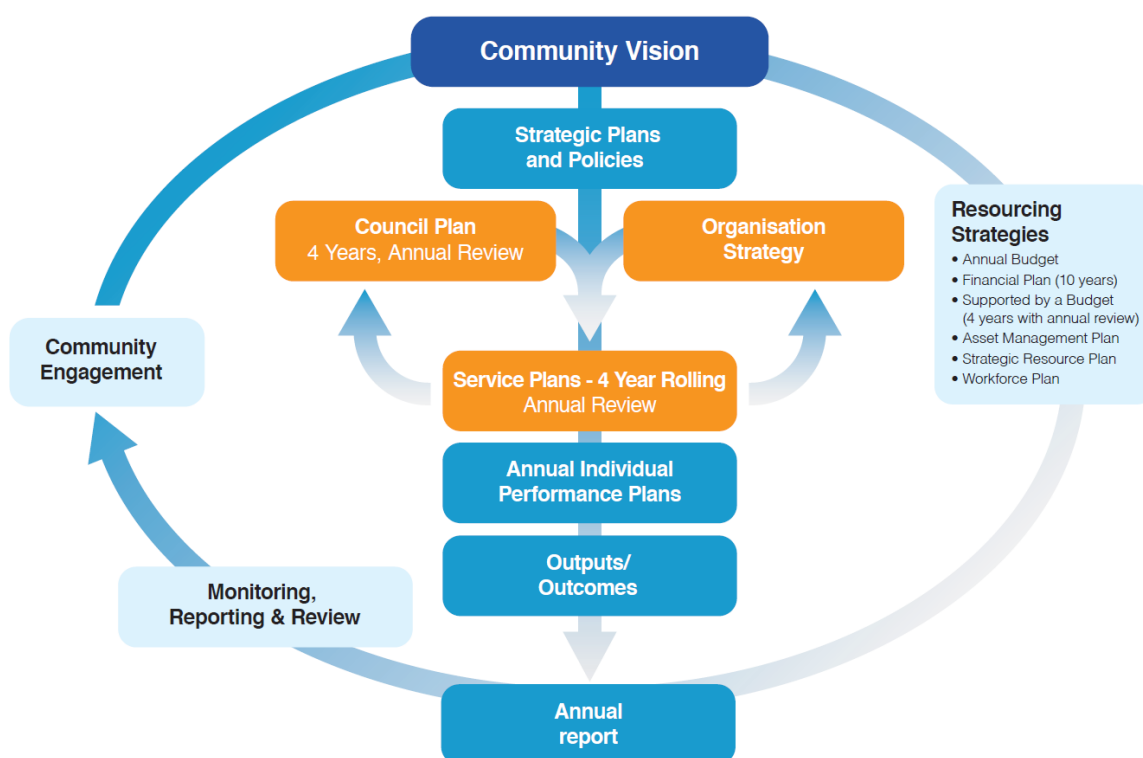 Community Vision
Strategic Plans
and Policies
Council Plan
4 Years, Annual Review
Organisation
Strategy
Resourcing
Strategies
• Annual Budget
• Financial Plan (10 years)
• Supported by a Budget
(4 years with annual review)
• Asset Management Plan
• Strategic Resource Plan
• Workforce Plan
Community
Engagement
Service Plans - 4 Year Rolling
Annual Review
Annual Individual
Performance Plans
Outputs/
Outcomes
Monitoring,
Reporting & Review
Annual
report